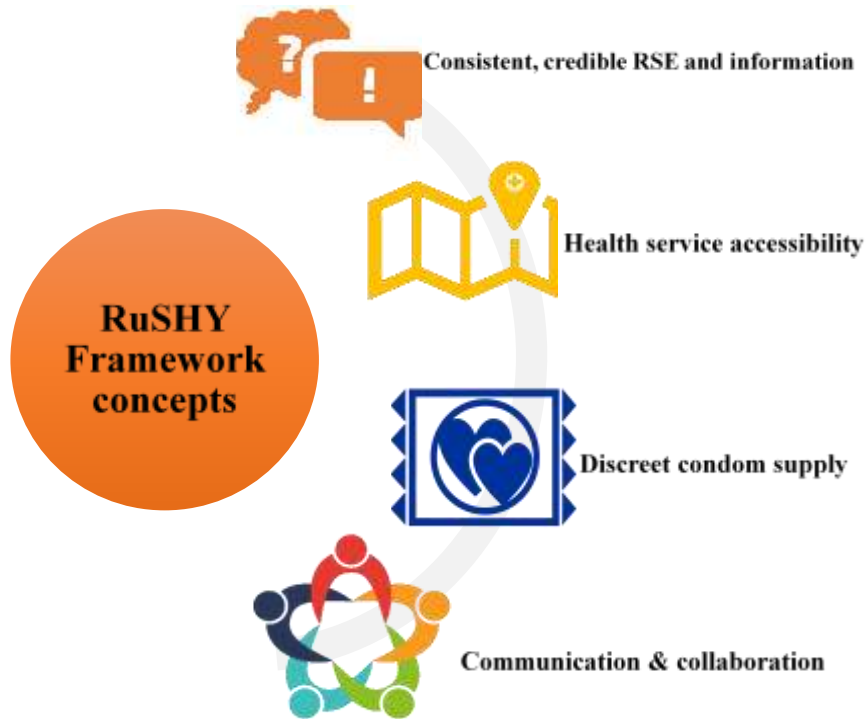 Consistent, credible RSE and information
Health service accessibility
RuSHY
Framework
concepts
Discreet condom supply
Communication & collaboration